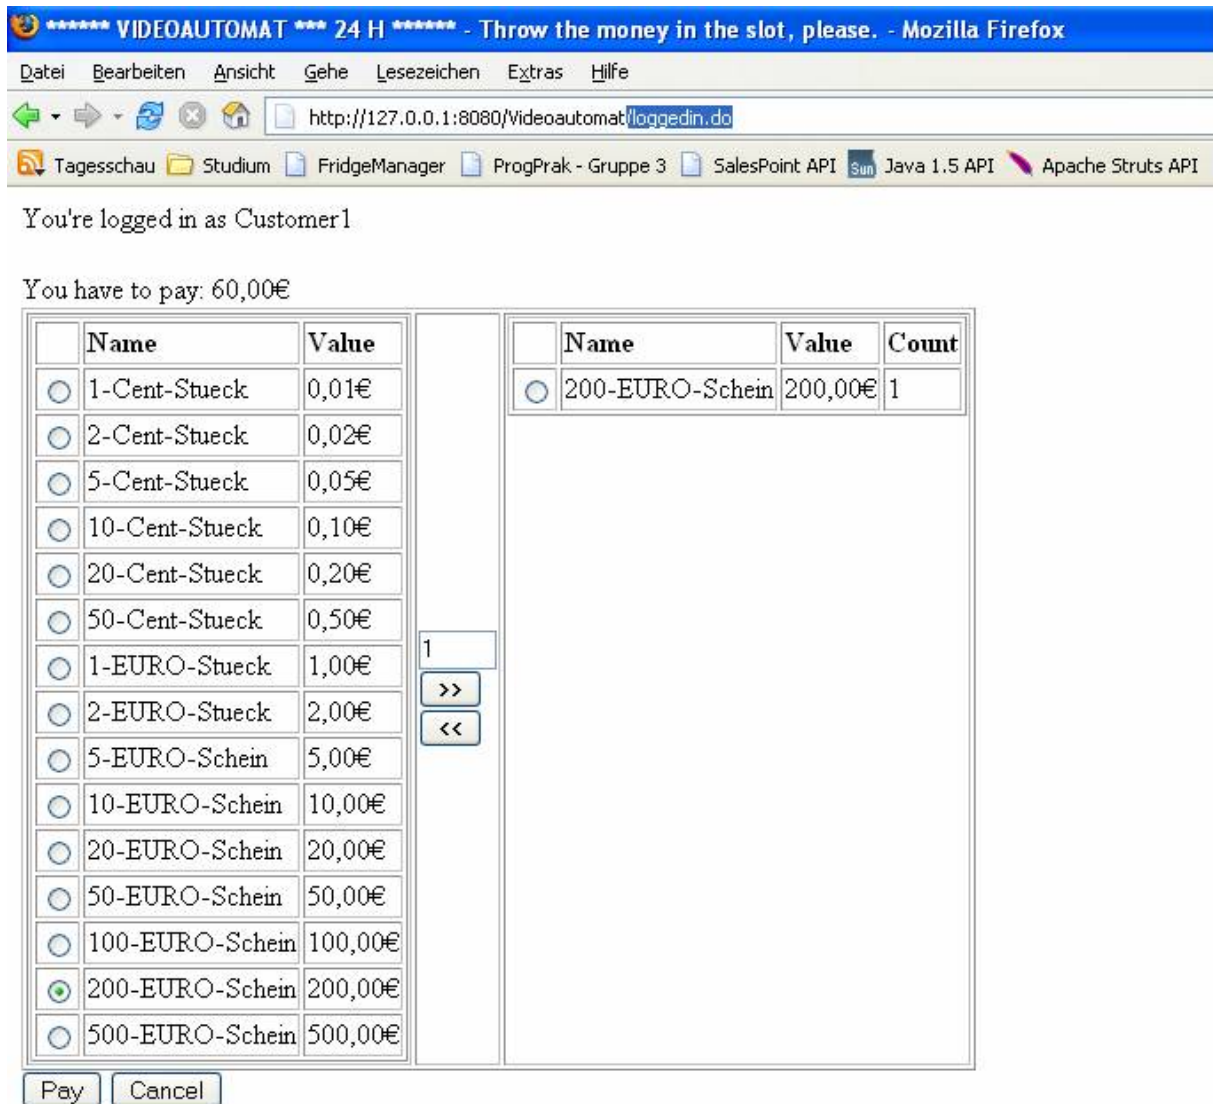 ****** VIDEOAUTOMAT *** 24 H ****** - Throw the money in the slot, please. - Mozilla Firefox
Datei Bearbeiten Ansicht Gehe Lesezeichen Extras Hilfe
http://127.0.0.1:8080/Videoautomat/loggedin.do
Tagesschau Studium FridgeManager ProgPrak - Gruppe 3 SalesPoint API Sun Java 1.5 API Apache Struts API
You're logged in as Customer1
You have to pay: 60,00€
Name Value
1-Cent-Stueck 0,01€
2-Cent-Stueck 0,02€
5-Cent-Stueck 0,05€
10-Cent-Stueck 0,10€
20-Cent-Stueck 0,20€
50-Cent-Stueck 0,50€
1-EURO-Stueck 1,00€
2-EURO-Stueck 2,00€
5-EURO-Schein 5,00€
10-EURO-Schein 10,00€
20-EURO-Schein 20,00€
50-EURO-Schein 50,00€
100-EURO-Schein 100,00€
200-EURO-Schein 200,00€
500-EURO-Schein 500,00€
1
>>
<<
Name Value Count
200-EURO-Schein 200,00€ 1
Pay Cancel